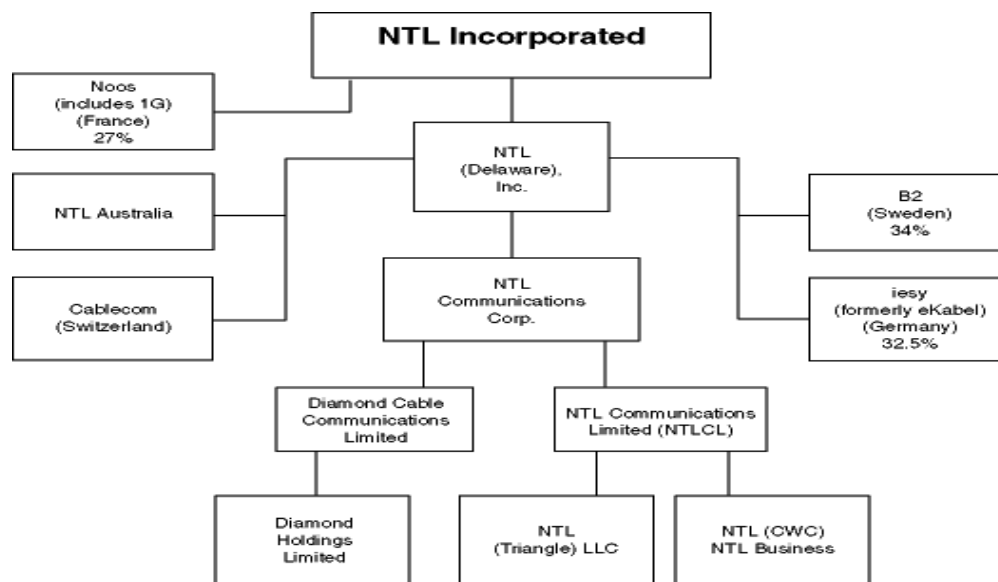 NTL Incorporated
Noos
(includes 1G)
(France)
27%
NTL
(Delaware),
Inc.
NTL Australia
B2
(Sweden)
34%
Cablecom
(Switzerland)
NTL
Communications
Corp.
iesy
(formerly eKabel)
(Germany)
32.5%
Diamond Cable
Communications
Limited
NTL Communications
Limited (NTLCL)
Diamond
Holdings
Limited
NTL
(Triangle) LLC
NTL (CWC)
NTL Business